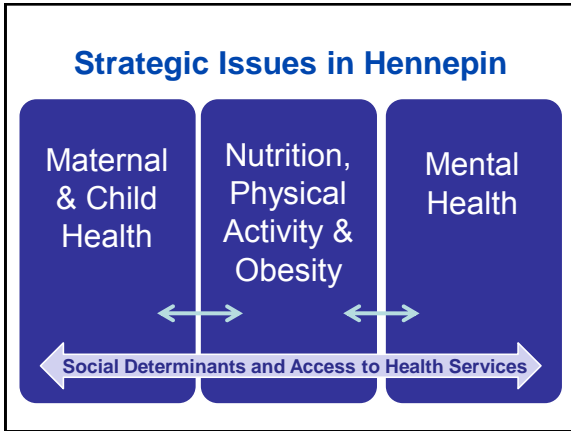 Strategic Issues in Hennepin
Maternal
& Child
Health
Nutrition,
Physical
Activity &
Obesity
Mental
Health
Social Determinants and Access to Health Services